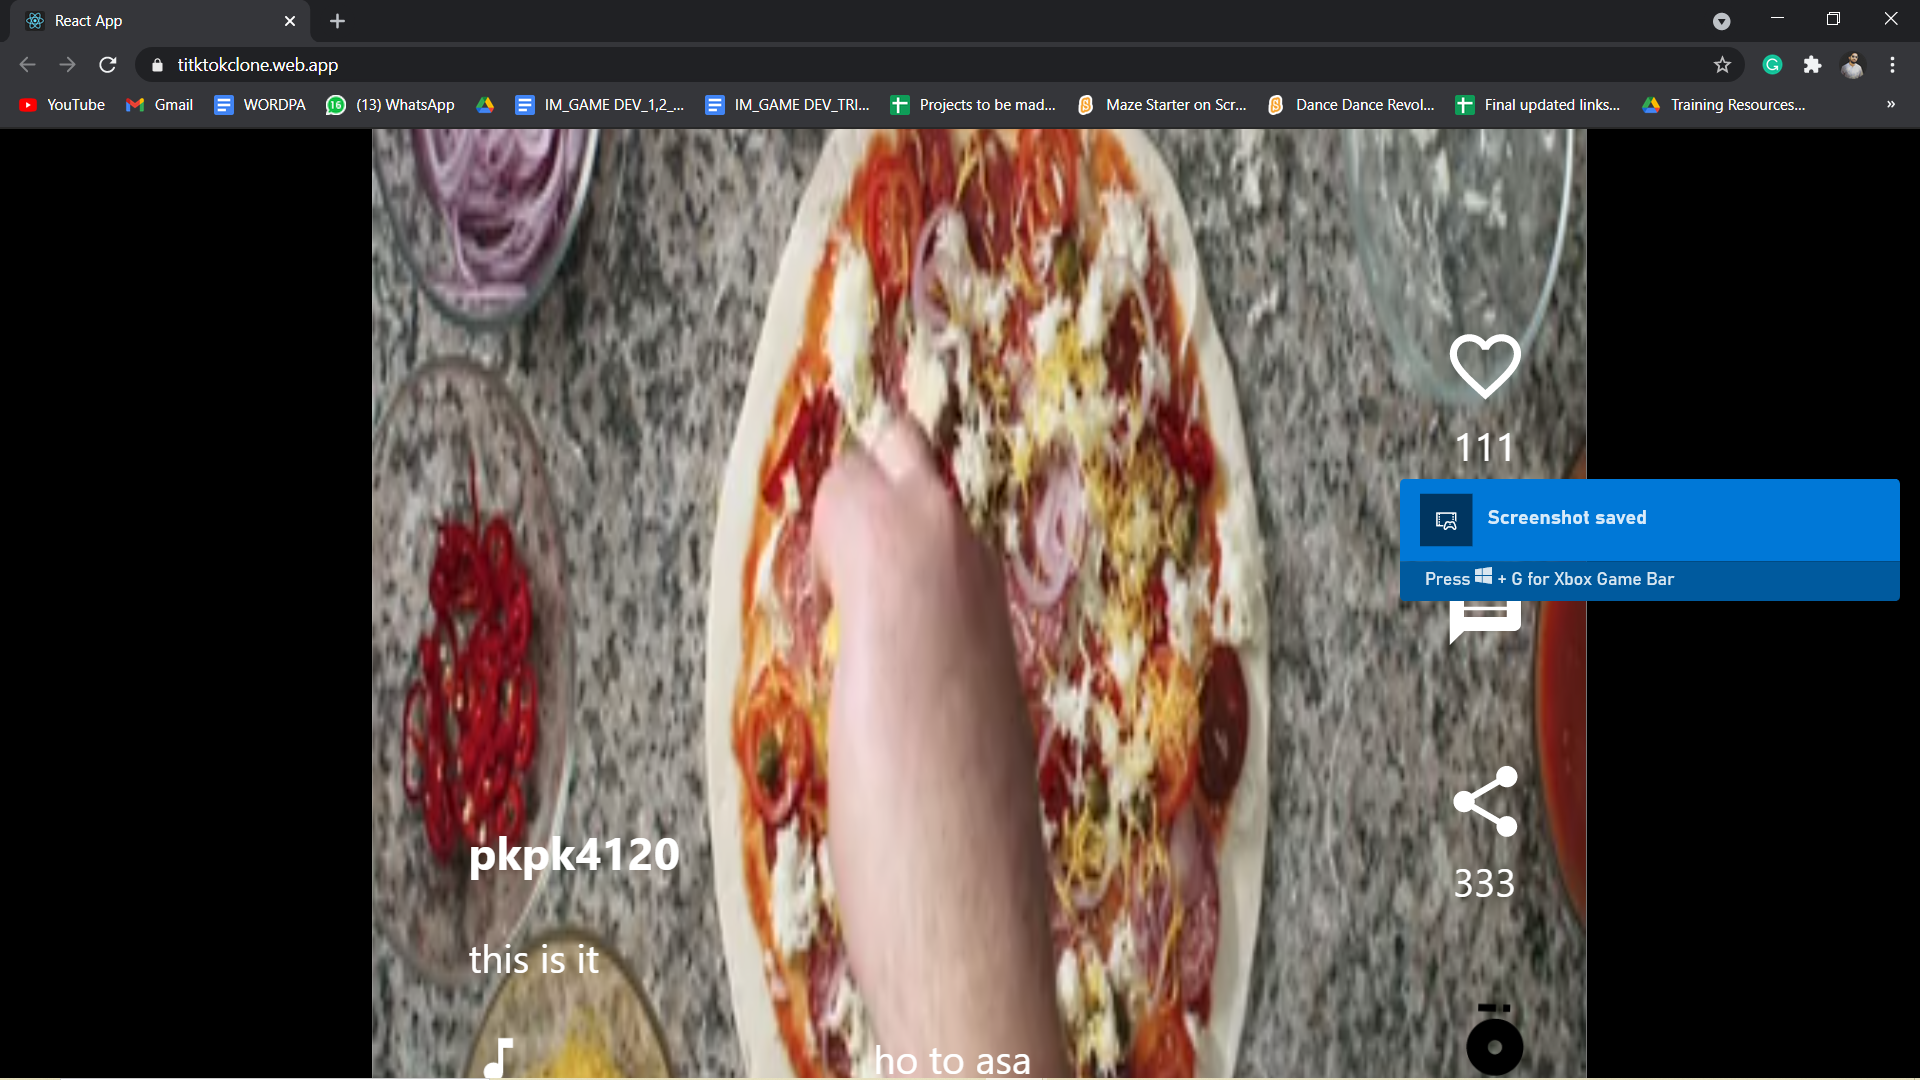 React App
titktokclone.web.app
YouTube
Gmail
WORDPA
16
(13) WhatsApp
IM_GAME DEV_1,2_...
IM_GAME DEV_TRI...
Projects to be mad...
Maze Starter on Scr...
Dance Dance Revol...
Final updated links...
Training Resources...
»
111
Screenshot saved
Press + G for Xbox Game Bar
333
pkpk4120
this is it
ho to asa